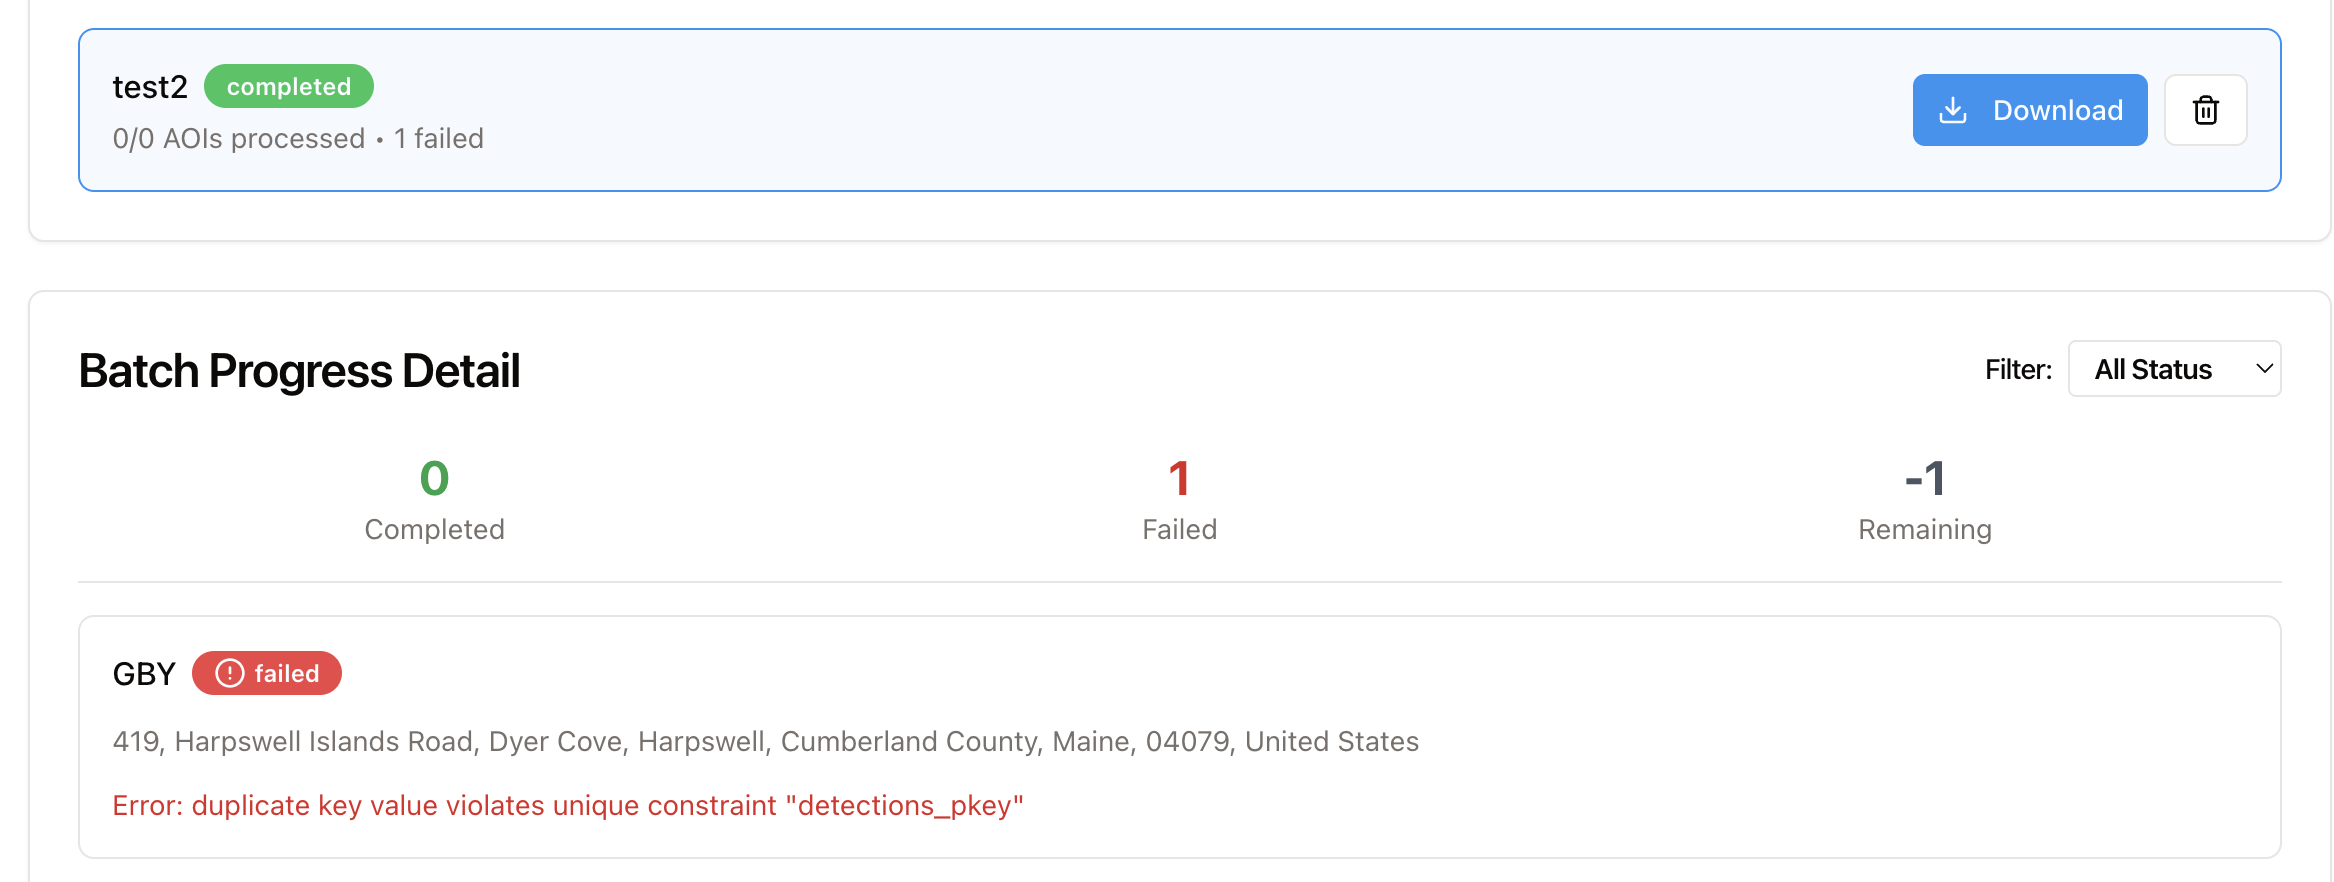 test2 completed
0/0 AOIs processed • 1 failed
Download
Batch Progress Detail
Filter: All Status
0
Completed
1
Failed
-1
Remaining
GBY failed
419, Harpswell Islands Road, Dyer Cove, Harpswell, Cumberland County, Maine, 04079, United States
Error: duplicate key value violates unique constraint "detections_pkey"